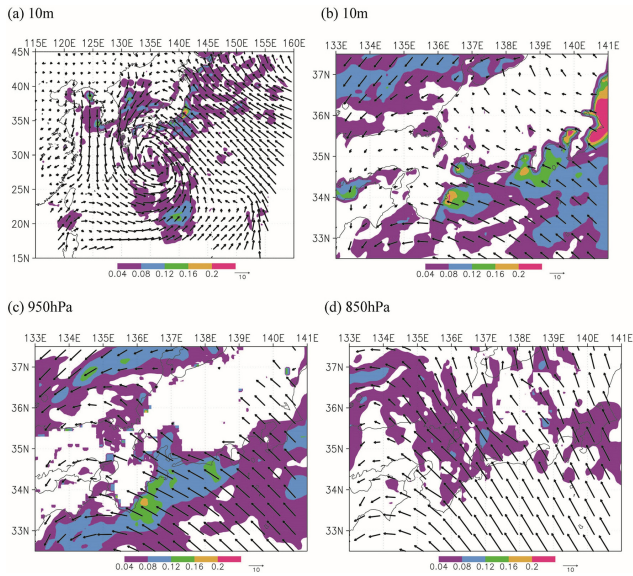 (a) 10m
115E 120E 125E 130E 135E 140E 145E 150E 155E 160E
45N
40N
35N
30N
25N
20N
15N
0.04 0.08 0.12 0.16 0.2 10
(b) 10m
133E 134E 135E 136E 137E 138E 139E 140E 141E
37N
36N
35N
34N
33N
0.04 0.08 0.12 0.16 0.2 10
(c) 950hPa
133E 134E 135E 136E 137E 138E 139E 140E 141E
37N
36N
35N
34N
33N
0.04 0.08 0.12 0.16 0.2 10
(d) 850hPa
133E 134E 135E 136E 137E 138E 139E 140E 141E
37N
36N
35N
34N
33N
0.04 0.08 0.12 0.16 0.2 10